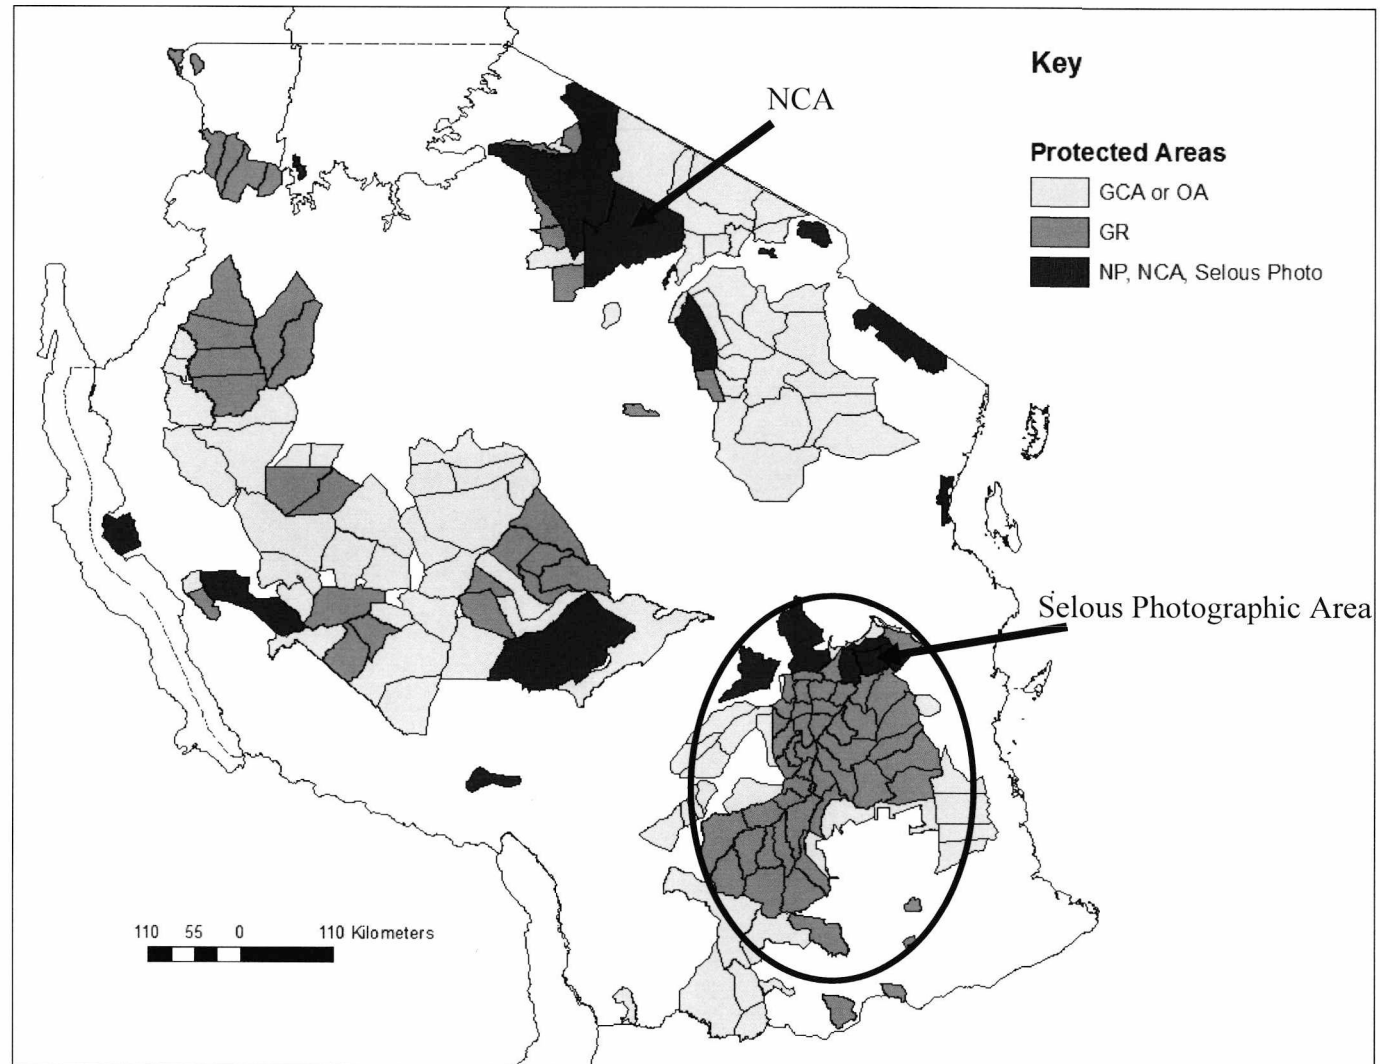 Key
NCA
Protected Areas
GCA or OA
GR
NP, NCA, Selous Photo
Selous Photographic Area
110 55 0 110 Kilometers